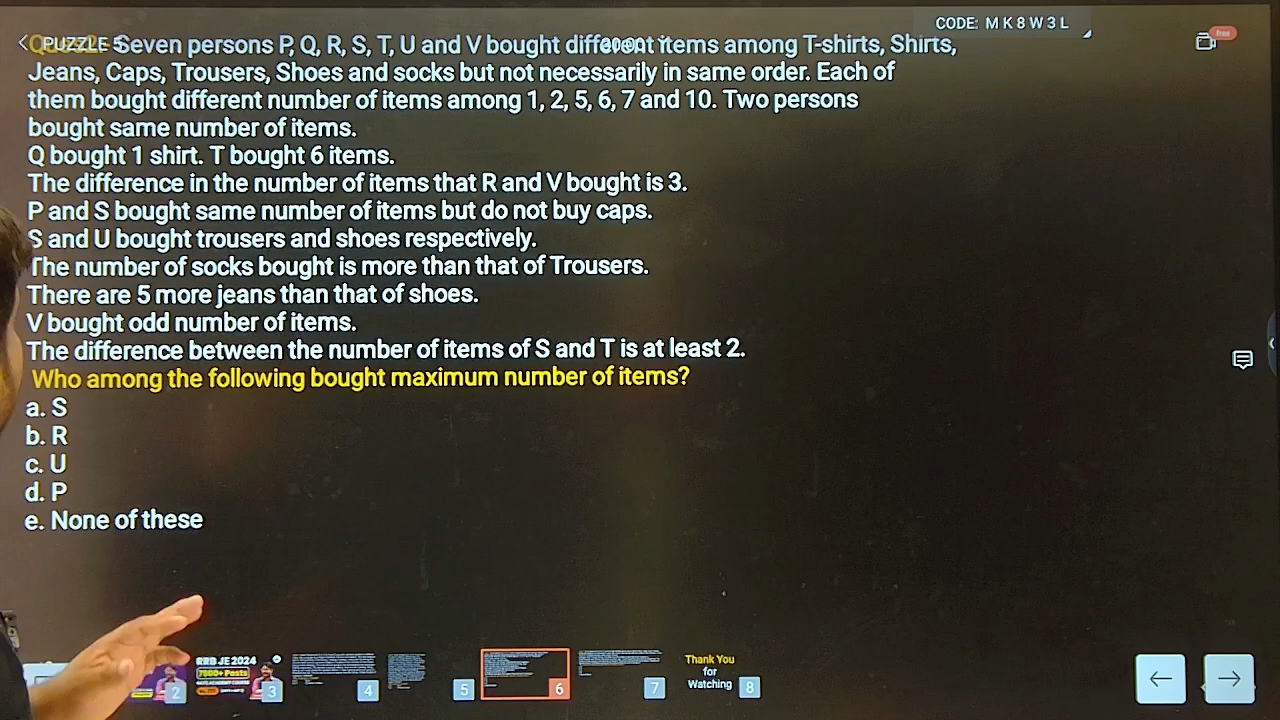 CODE: M K 8 W 3 L
PUZZLE 5
Seven persons P, Q, R, S, T, U and V bought different items among T-shirts, Shirts,
free
Jeans, Caps, Trousers, Shoes and socks but not necessarily in same order. Each of
them bought different number of items among 1, 2, 5, 6, 7 and 10. Two persons
bought same number of items.
Q bought 1 shirt. T bought 6 items.
The difference in the number of items that R and V bought is 3.
P and S bought same number of items but do not buy caps.
S and U bought trousers and shoes respectively.
The number of socks bought is more than that of Trousers.
There are 5 more jeans than that of shoes.
V bought odd number of items.
The difference between the number of items of S and T is at least 2.
Who among the following bought maximum number of items?
a. S
b. R
c. U
d. P
e. None of these
RRB JE 2024
7500+ Posts
2
3
4
5
6
7
Thank You
for
Watching
8